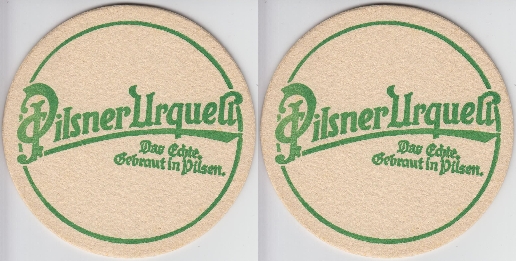 Pilsner Urquell
Das Echte.
Gebraut in Pilsen.
Pilsner Urquell
Das Echte.
Gebraut in Pilsen.